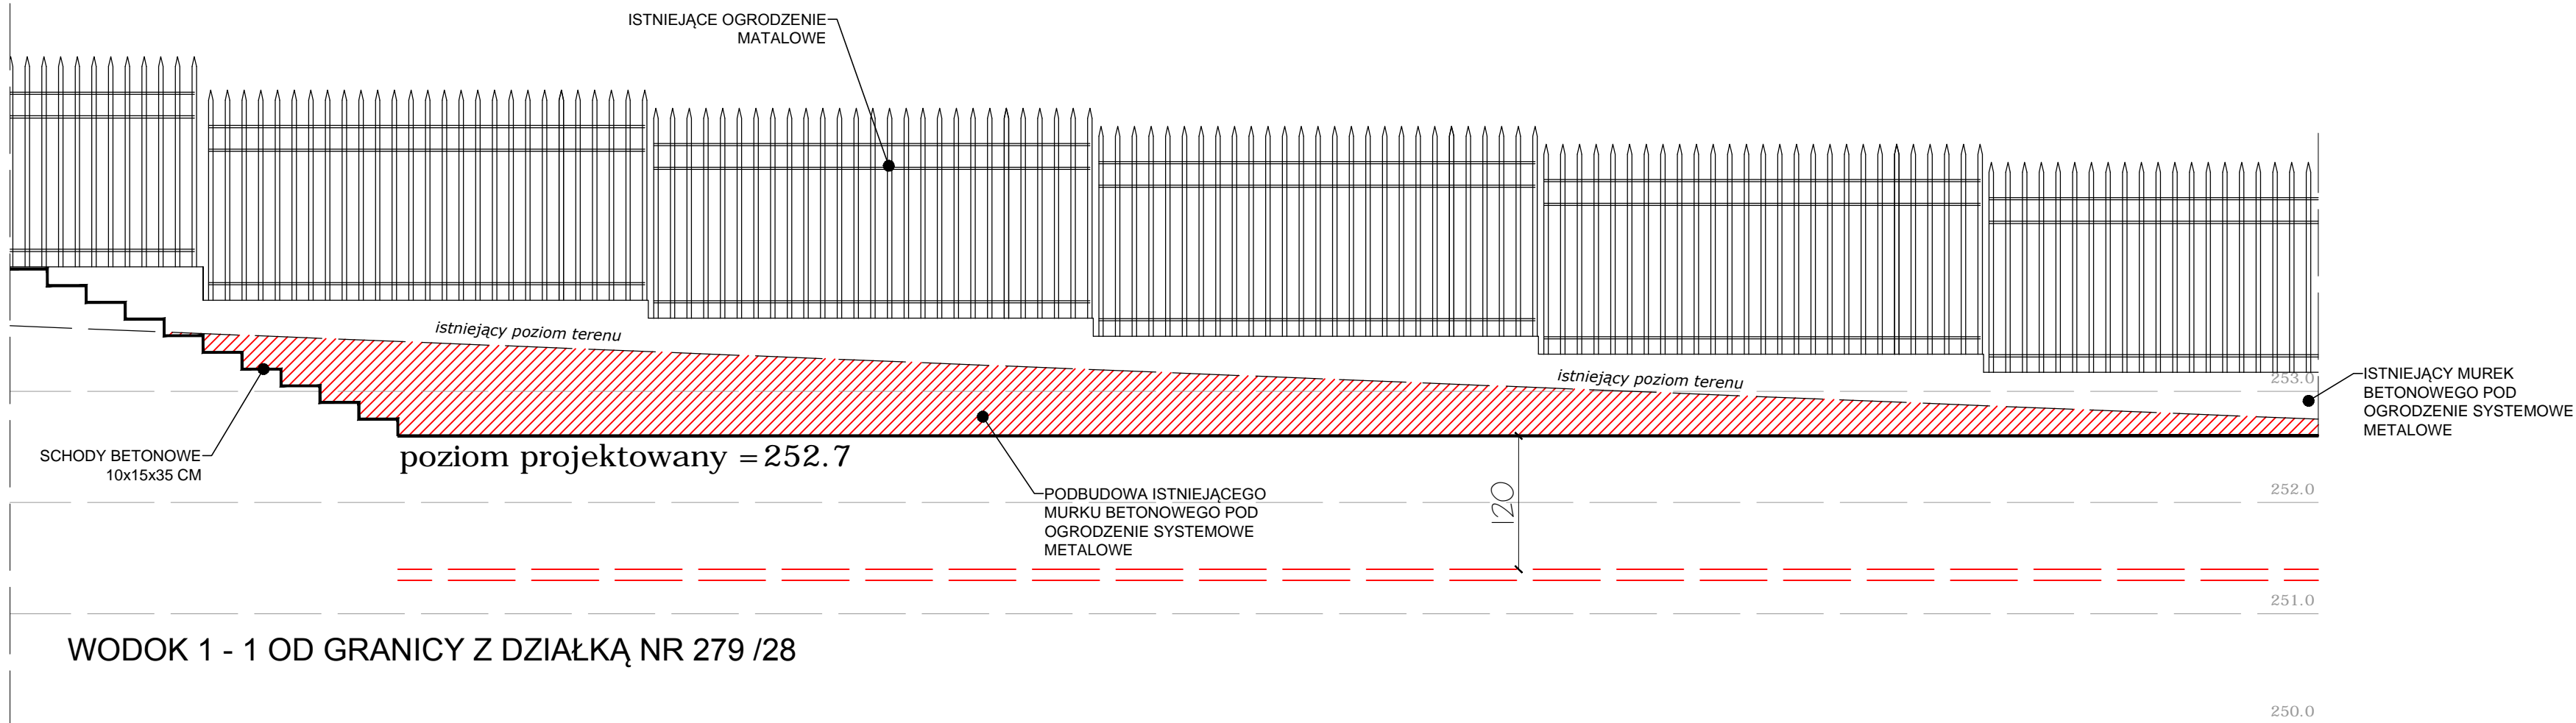 ISTNIEJĄCE OGRODZENIE
MATALOWE
istniejący poziom terenu
istniejący poziom terenu
253.0
ISTNIEJĄCY MUREK
BETONOWEGO POD
OGRODZENIE SYSTEMOWE
METALOWE
SCHODY BETONOWE
10x15x35 CM
poziom projektowany = 252.7
PODBUDOWA ISTNIEJĄCEGO
MURKU BETONOWEGO POD
OGRODZENIE SYSTEMOWE
METALOWE
120
252.0
251.0
WODOK 1 - 1 OD GRANICY Z DZIAŁKĄ NR 279 /28
250.0